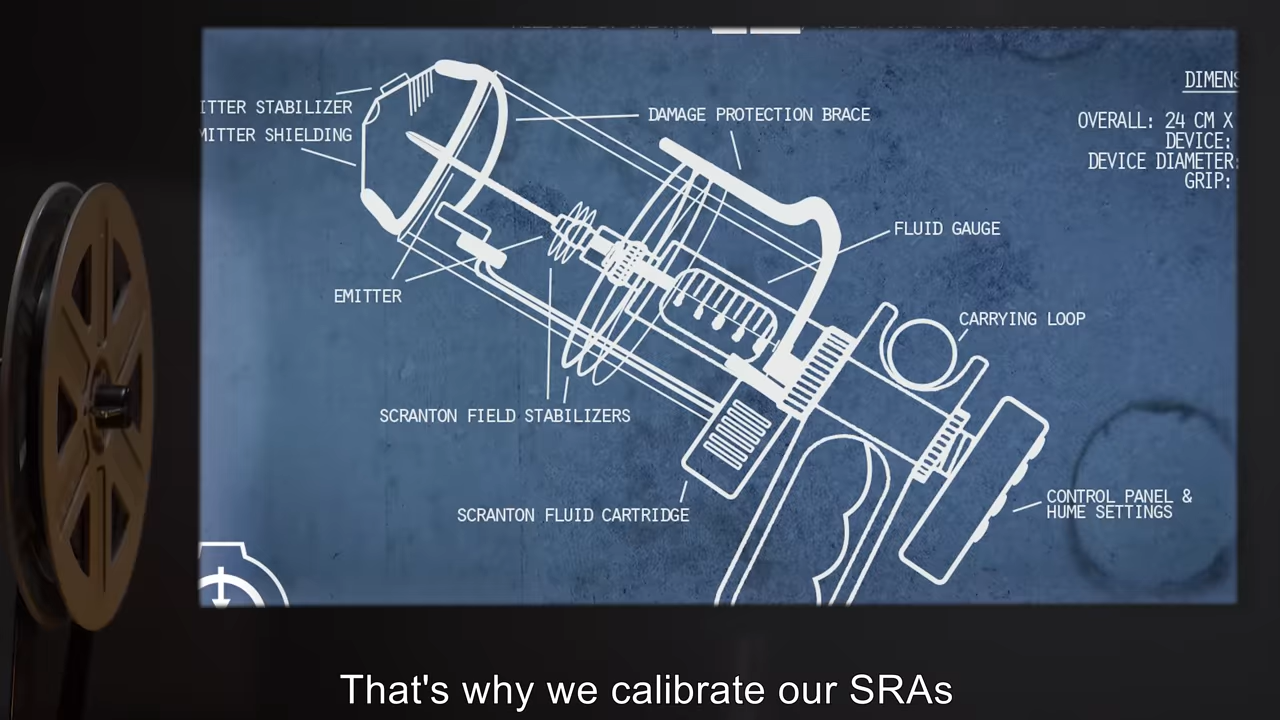 ITTER STABILIZER
MITTER SHIELDING
DAMAGE PROTECTION BRACE
DIMENS
OVERALL: 24 CM X
DEVICE:
DEVICE DIAMETER:
GRIP:
FLUID GAUGE
EMITTER
CARRYING LOOP
SCRANTON FIELD STABILIZERS
SCRANTON FLUID CARTRIDGE
CONTROL PANEL &
HUME SETTINGS
That's why we calibrate our SRAs